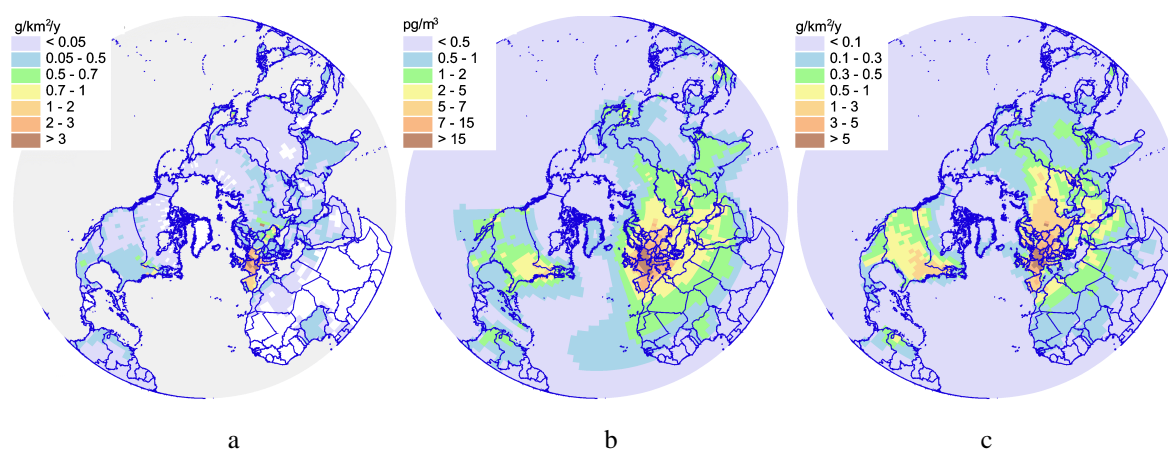 g/km²/y
< 0.05
0.05 - 0.5
0.5 - 0.7
0.7 - 1
1 - 2
2 - 3
> 3
pg/m³
< 0.5
0.5 - 1
1 - 2
2 - 5
5 - 7
7 - 15
> 15
g/km²/y
< 0.1
0.1 - 0.3
0.3 - 0.5
0.5 - 1
1 - 3
3 - 5
> 5
a
b
c